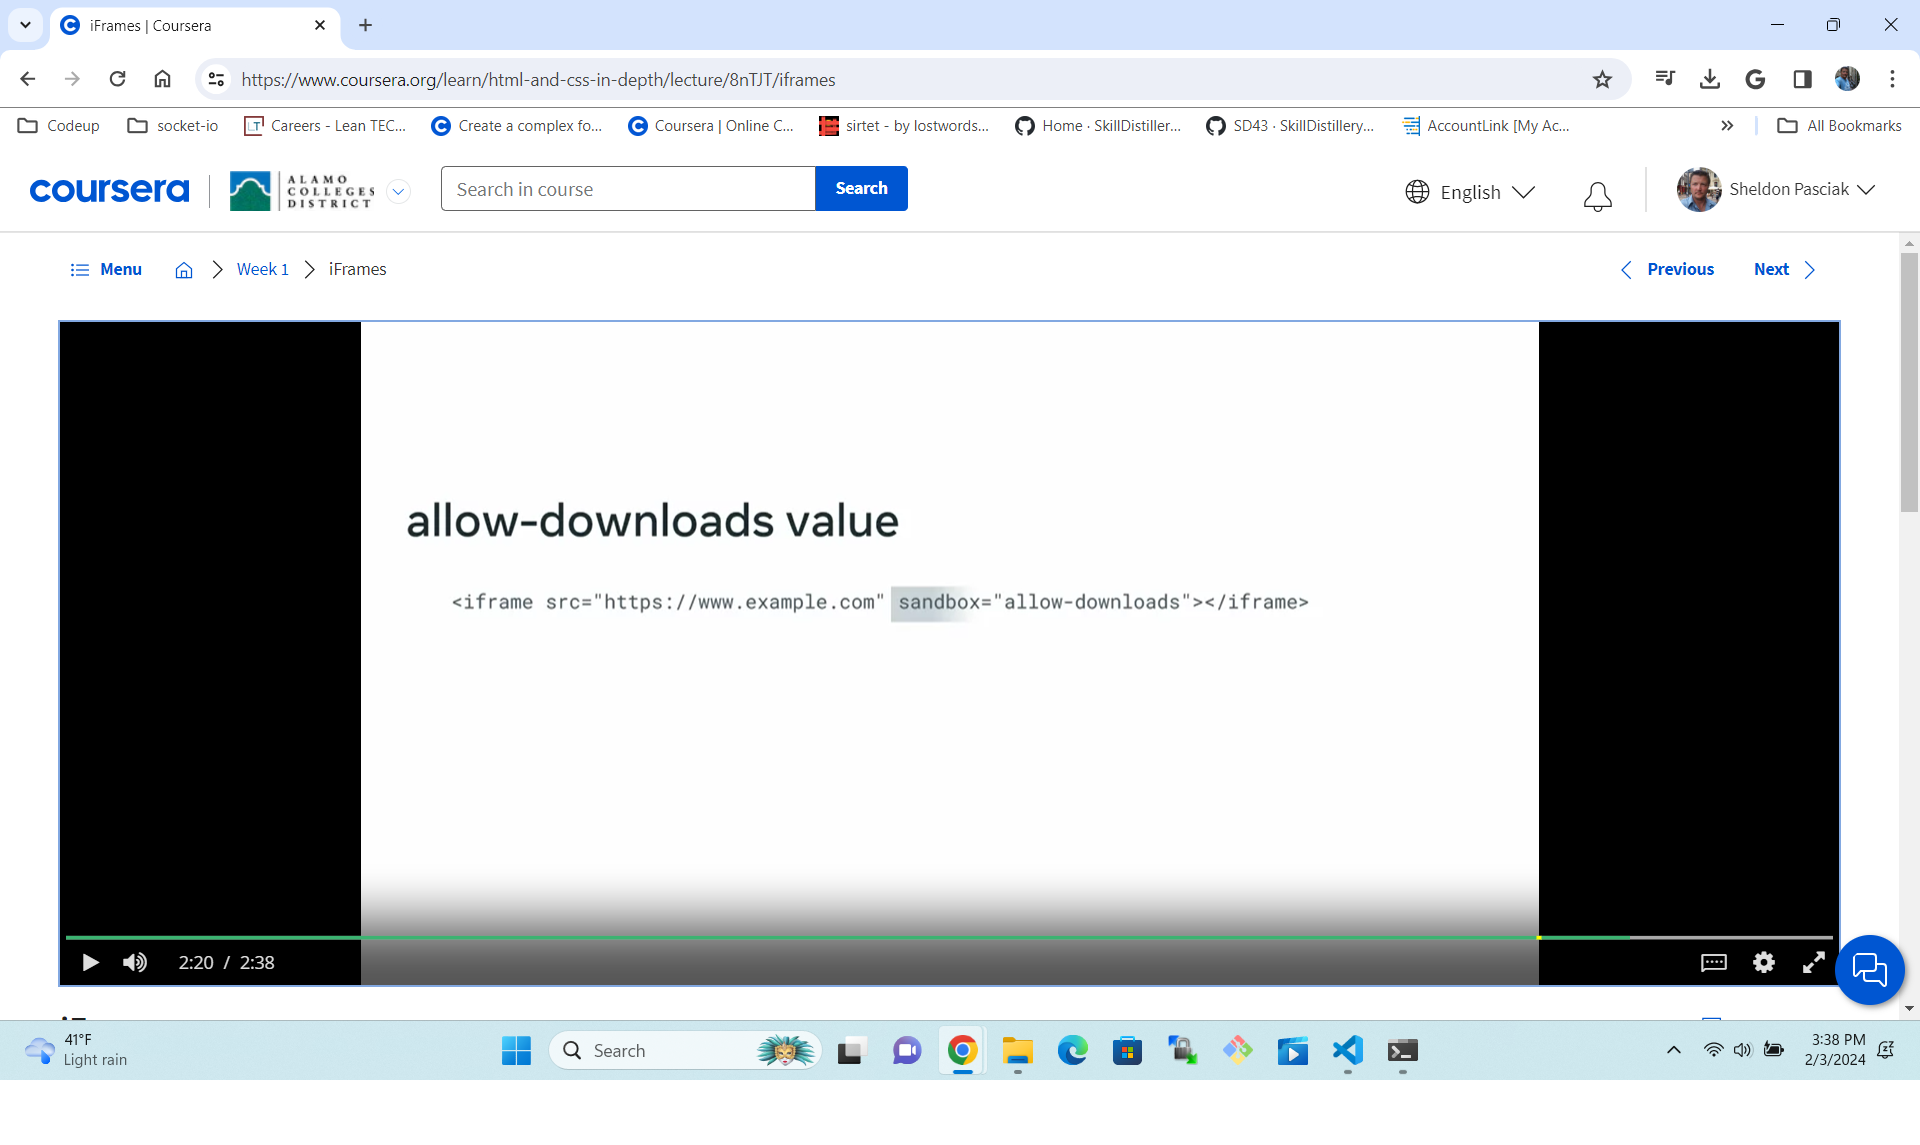 iFrames | Coursera
https://www.coursera.org/learn/html-and-css-in-depth/lecture/8nTJT/iframes
Codeup socket-io LT Careers - Lean TEC... Create a complex fo... Coursera | Online C... sirtet - by lostwords... Home · SkillDistiller... SD43 · SkillDistillery... AccountLink [My Ac... All Bookmarks
coursera
ALAMO
COLLEGES
DISTRICT
Search in course
Search
English
Sheldon Pasciak
Menu Week 1 iFrames Previous Next
allow-downloads value
<iframe src="https://www.example.com" sandbox="allow-downloads"></iframe>
2:20 / 2:38
41°F
Light rain
Search
3:38 PM
2/3/2024